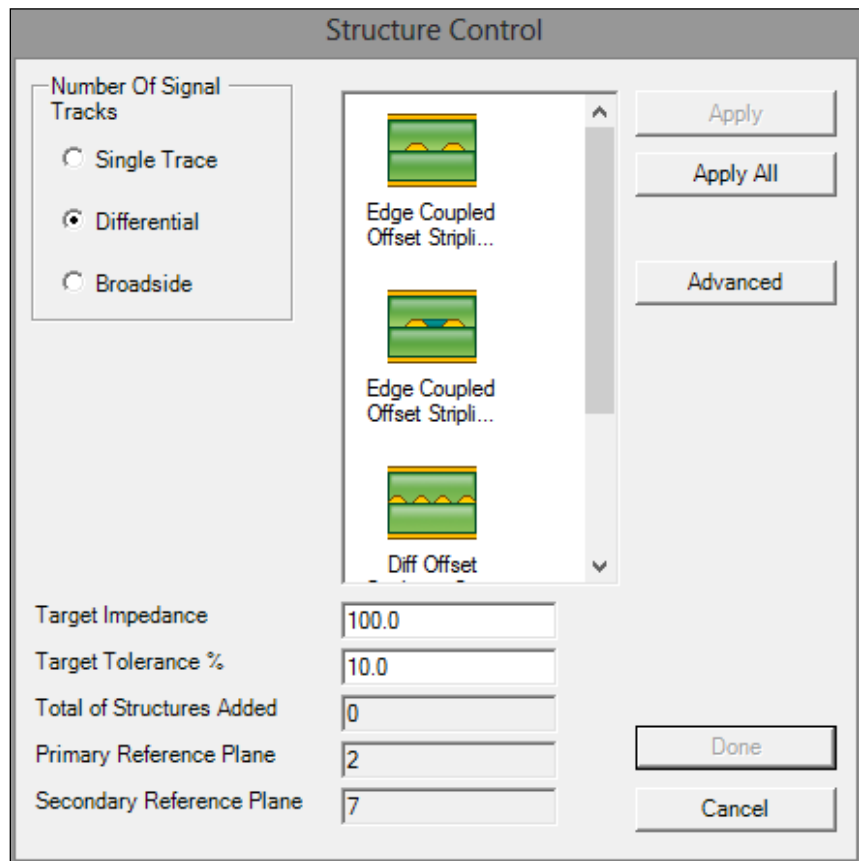 Structure Control
Number Of Signal
Tracks
Single Trace
Differential
Broadside
Edge Coupled
Offset Stripli...
Edge Coupled
Offset Stripli...
Diff Offset
Apply
Apply All
Advanced
Target Impedance
100.0
Target Tolerance %
10.0
Total of Structures Added
0
Primary Reference Plane
2
Secondary Reference Plane
7
Done
Cancel